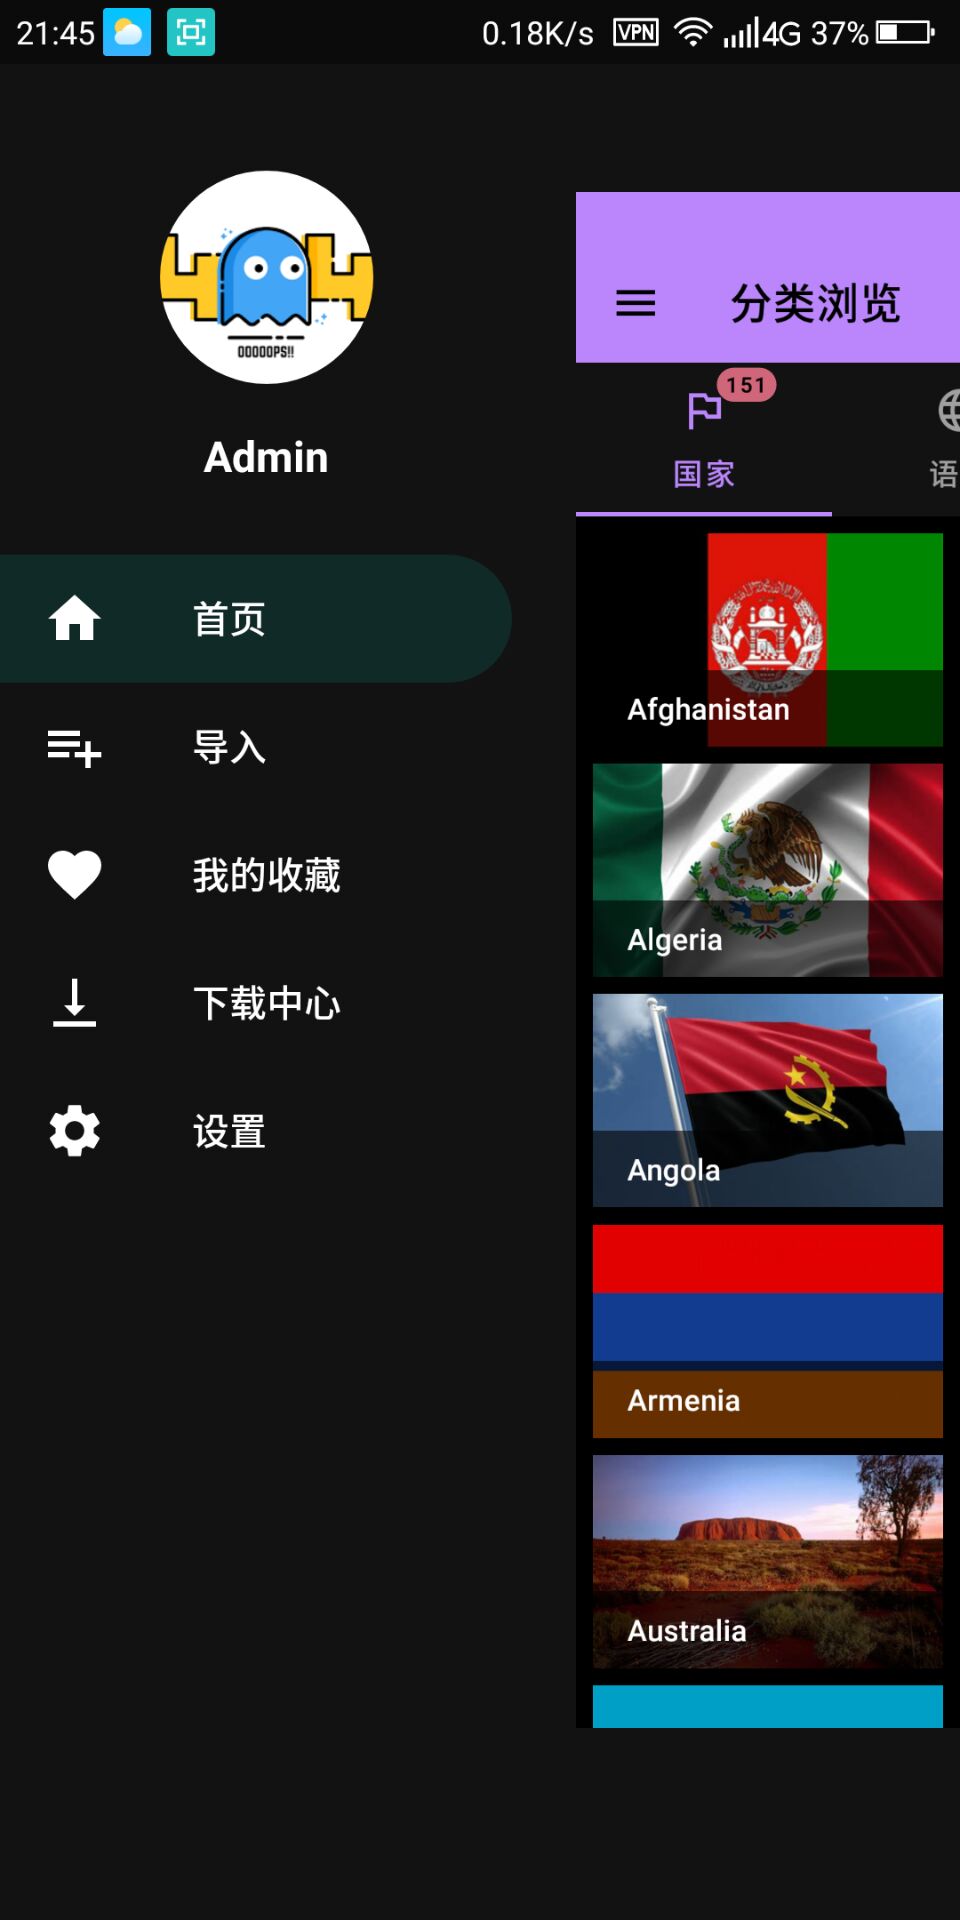 21:45 0.18K/s VPN 4G 37%
OOOOOPS!!
Admin
首页
导入
我的收藏
下载中心
设置
分类浏览
151
国家
语
Afghanistan
Algeria
Angola
Armenia
Australia